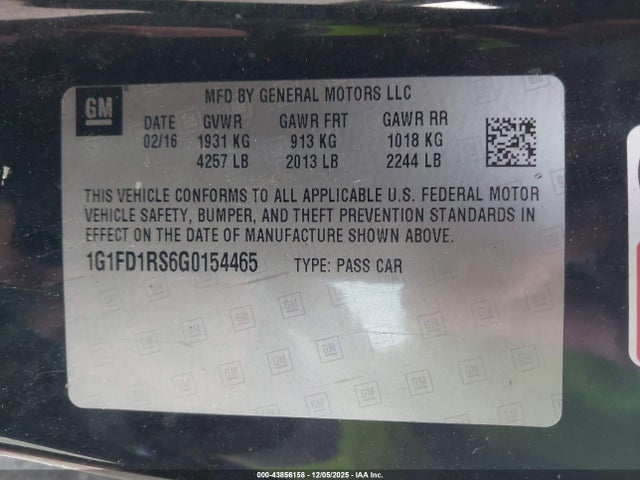 GM
MFD BY GENERAL MOTORS LLC
DATE GVWR GAWR FRT GAWR RR
02/16 1931 KG 913 KG 1018 KG
4257 LB 2013 LB 2244 LB
THIS VEHICLE CONFORMS TO ALL APPLICABLE U.S. FEDERAL MOTOR
VEHICLE SAFETY, BUMPER, AND THEFT PREVENTION STANDARDS IN
EFFECT ON THE DATE OF MANUFACTURE SHOWN ABOVE.
1G1FD1RS6G0154465 TYPE: PASS CAR
000-43856158 - 12/05/2025 - IAA Inc.